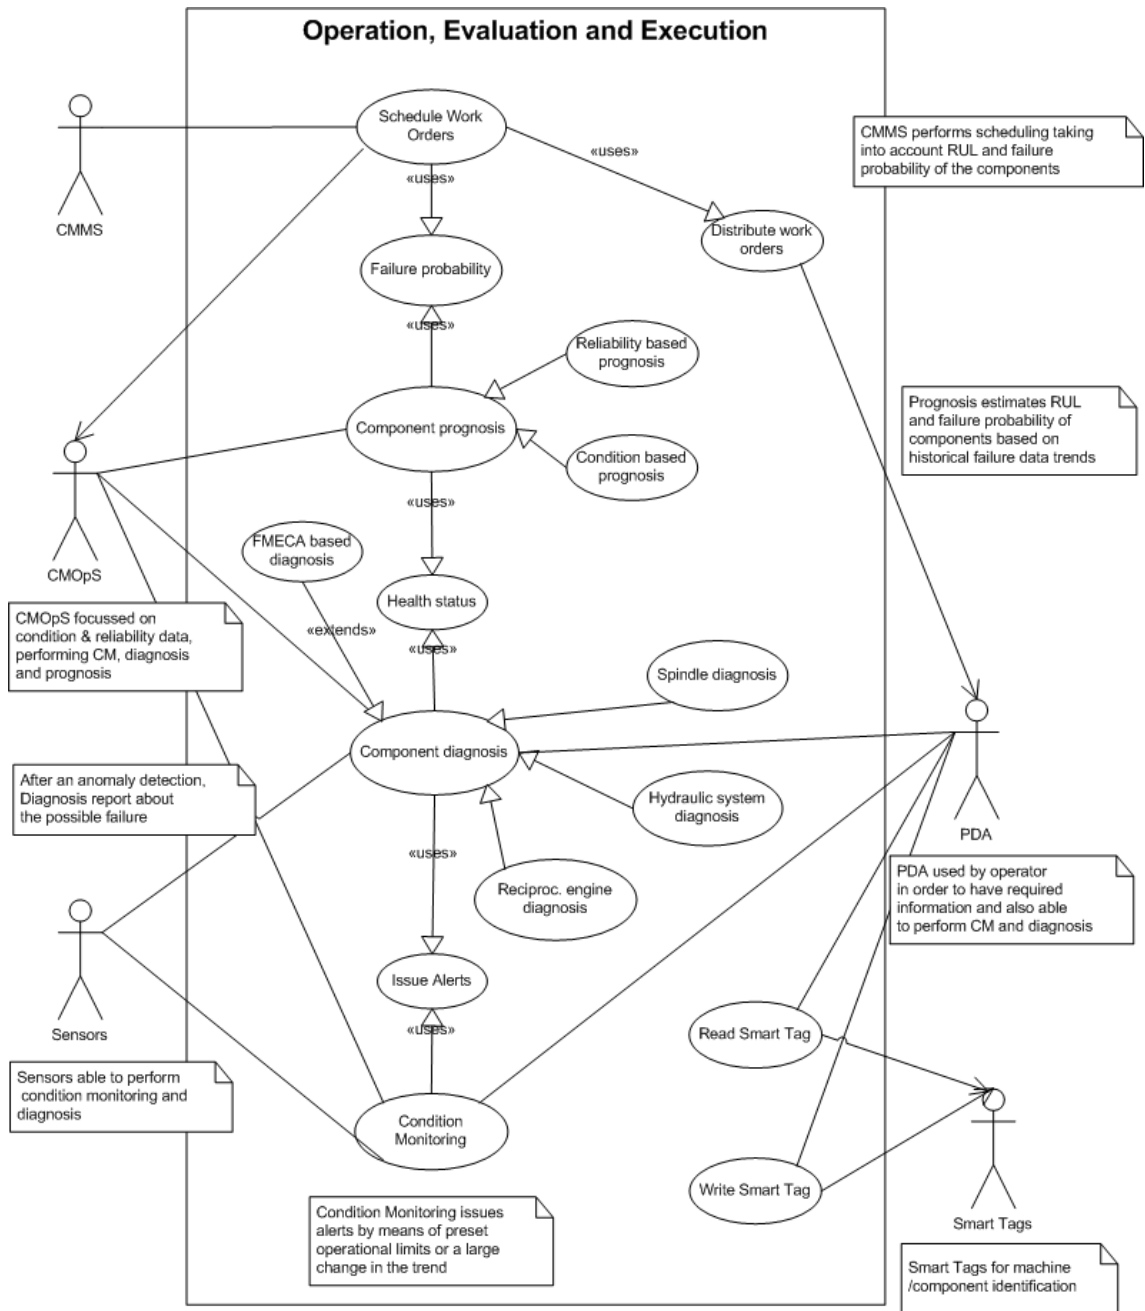 Operation, Evaluation and Execution
Schedule Work
Orders
CMMS
«uses»
«uses»
CMMS performs scheduling taking
into account RUL and failure
probability of the components
Distribute work
orders
Failure probability
«uses»
Reliability based
prognosis
Component prognosis
Condition based
prognosis
Prognosis estimates RUL
and failure probability of
components based on
historical failure data trends
«uses»
FMECA based
diagnosis
CMOpS
Health status
CMOpS focussed on
condition & reliability data,
performing CM, diagnosis
and prognosis
«extends»
«uses»
Spindle diagnosis
Component diagnosis
After an anomaly detection,
Diagnosis report about
the possible failure
Hydraulic system
diagnosis
PDA
«uses»
Reciproc. engine
diagnosis
PDA used by operator
in order to have required
information and also able
to perform CM and diagnosis
Issue Alerts
Sensors
«uses»
Read Smart Tag
Sensors able to perform
condition monitoring and
diagnosis
Condition
Monitoring
Write Smart Tag
Smart Tags
Condition Monitoring issues
alerts by means of preset
operational limits or a large
change in the trend
Smart Tags for machine
/component identification